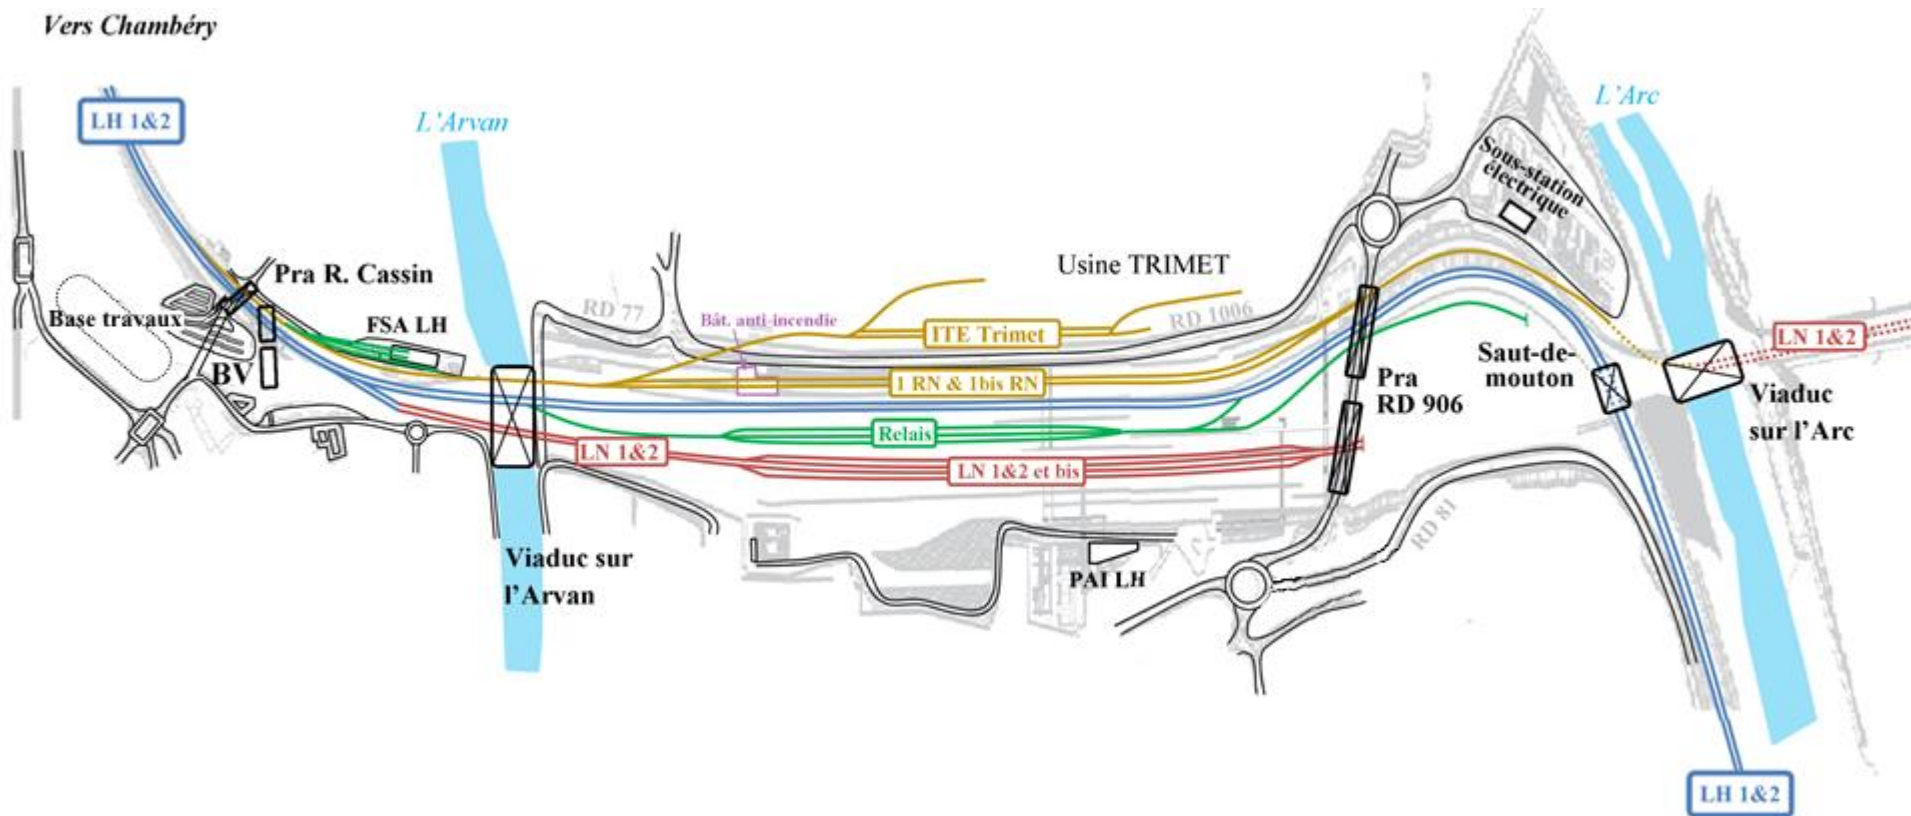 Vers Chambéry
LH 1&2
L'Arvan
L'Arc
Sous-station
électrique
Pra R. Cassin
Usine TRIMET
Base travaux
FSA LH
RD 77
Bât. anti-incendie
ITE Trimet
RD 1006
LN 1&2
BV
1 RN & 1bis RN
Saut-de-
mouton
Pra
RD 906
Viaduc
sur l'Arc
Relais
LN 1&2
LN 1&2 et bis
RD 81
Viaduc sur
l'Arvan
PAI LH
LH 1&2